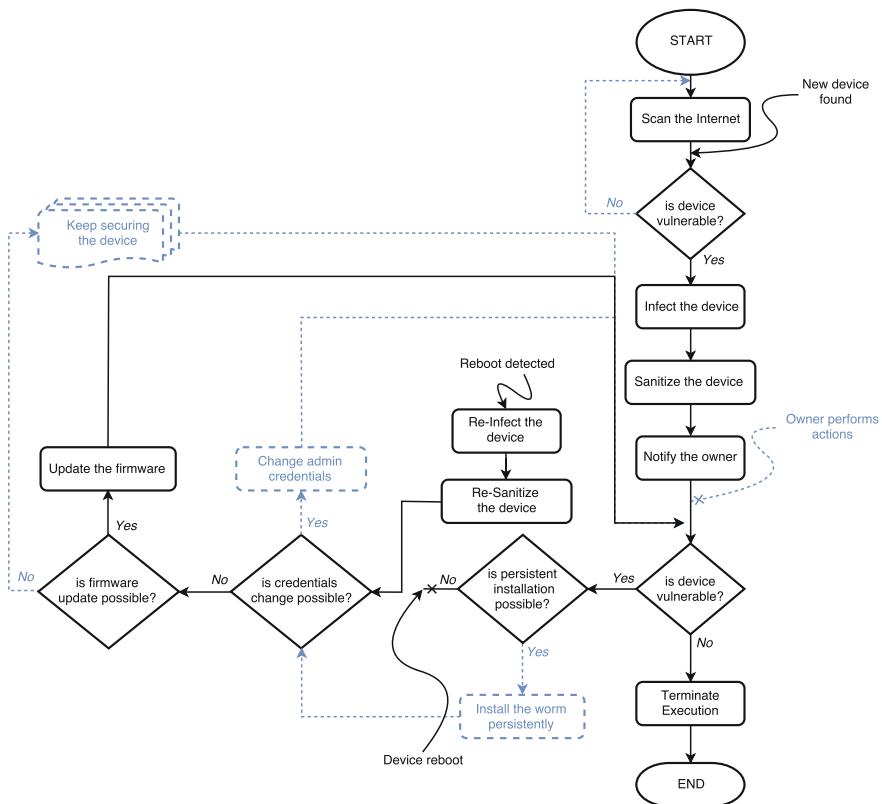 START
New device
found
Scan the Internet
No
is device
vulnerable?
Keep securing
the device
Yes
Infect the device
Reboot detected
Sanitize the device
Re-Infect the
device
Owner performs
actions
Update the firmware
Change admin
credentials
Notify the owner
Re-Sanitize
the device
Yes
Yes
No
is firmware
update possible?
No
is credentials
change possible?
No
is persistent
installation
possible?
Yes
is device
vulnerable?
Yes
No
Install the worm
persistently
Terminate
Execution
Device reboot
END